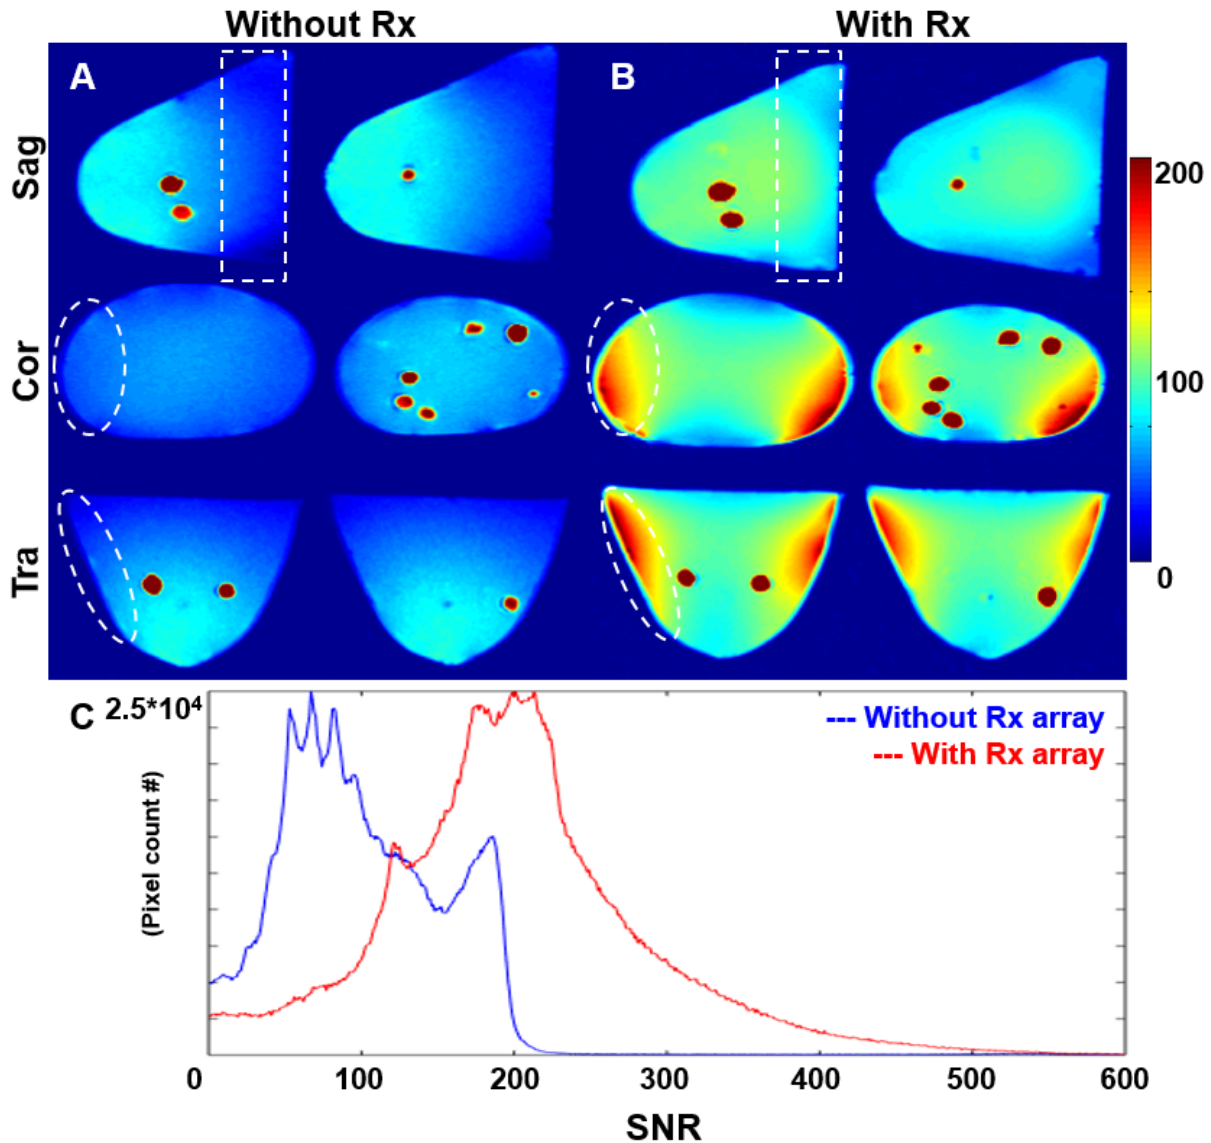 Without Rx
With Rx
A
B
Sag
Cor
Tra
200
100
0
C
2.5*10⁴
(Pixel count #)
--- Without Rx array
--- With Rx array
0 100 200 300 400 500 600
SNR